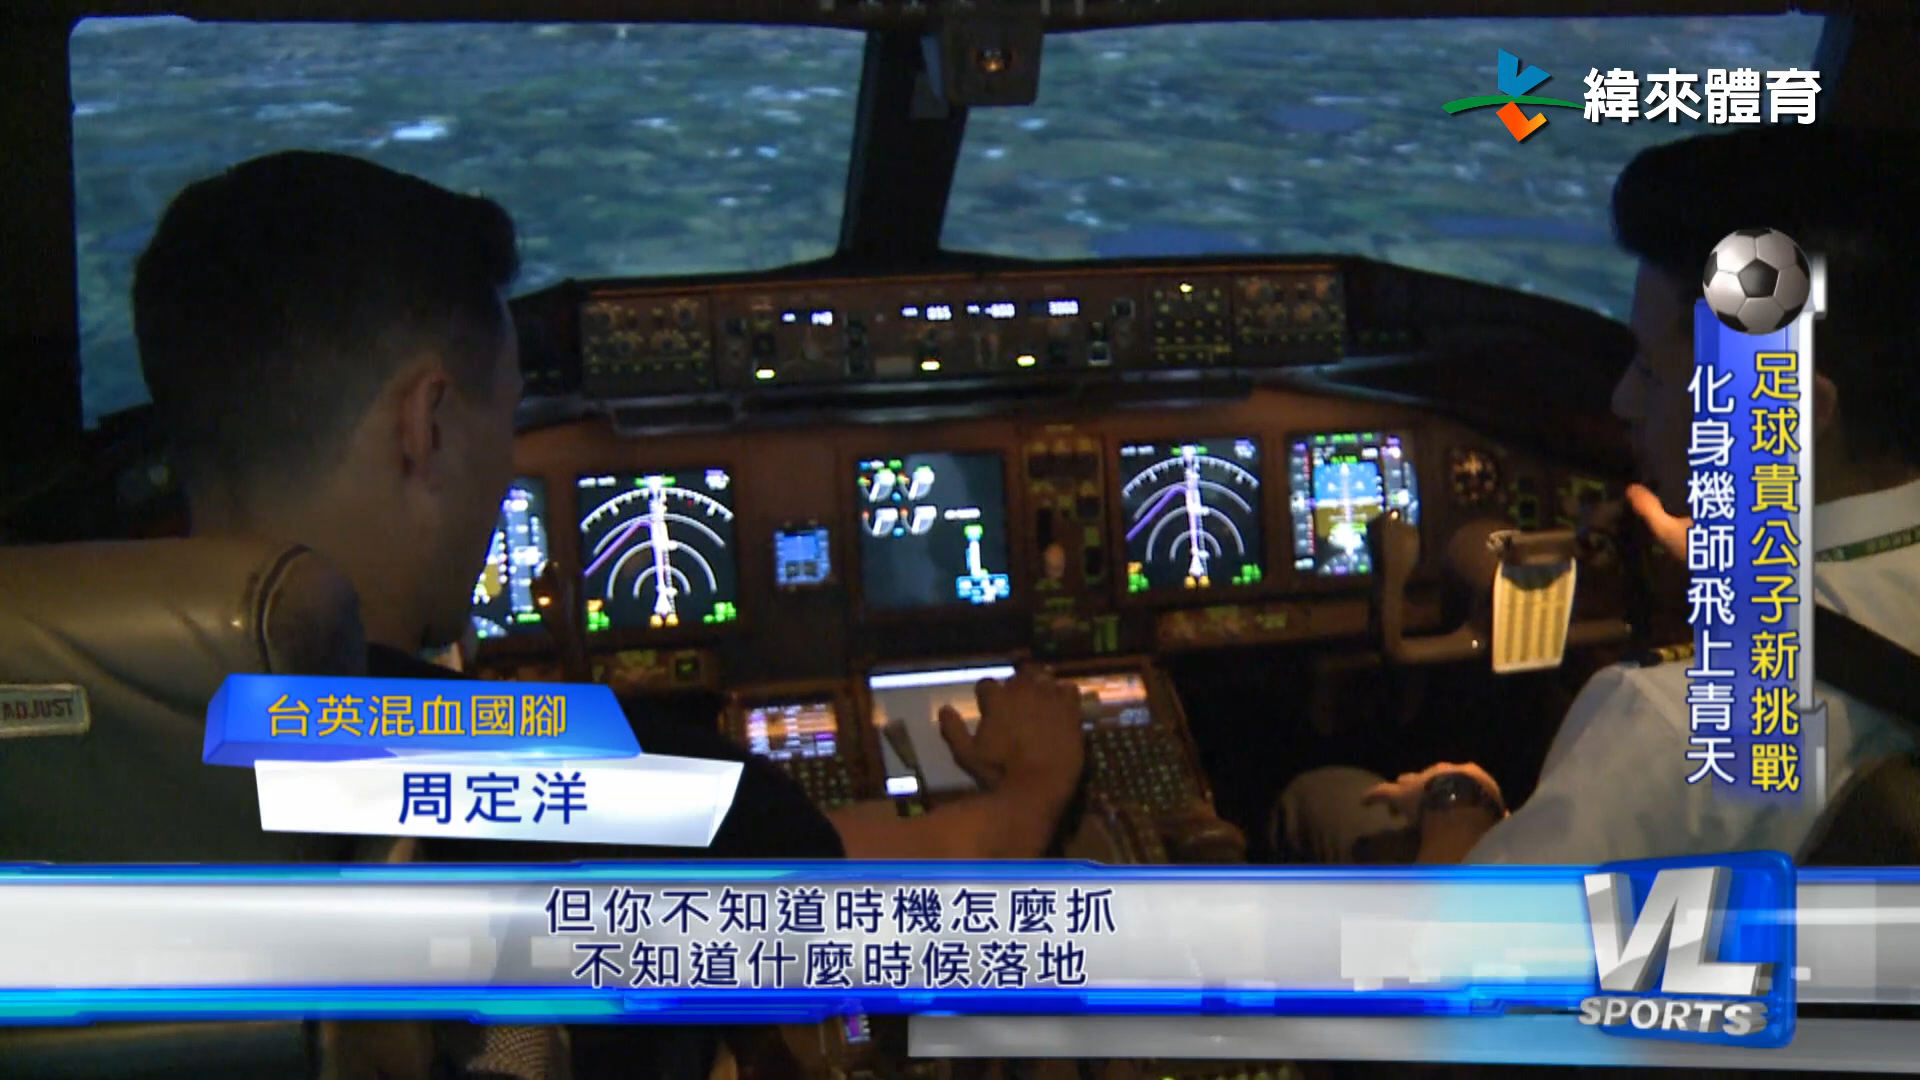 緯來體育
足球貴公子新挑戰
化身機師飛上青天
ADJUST
台英混血國腳
周定洋
但你不知道時機怎麼抓
不知道什麼時候落地
VL
SPORTS